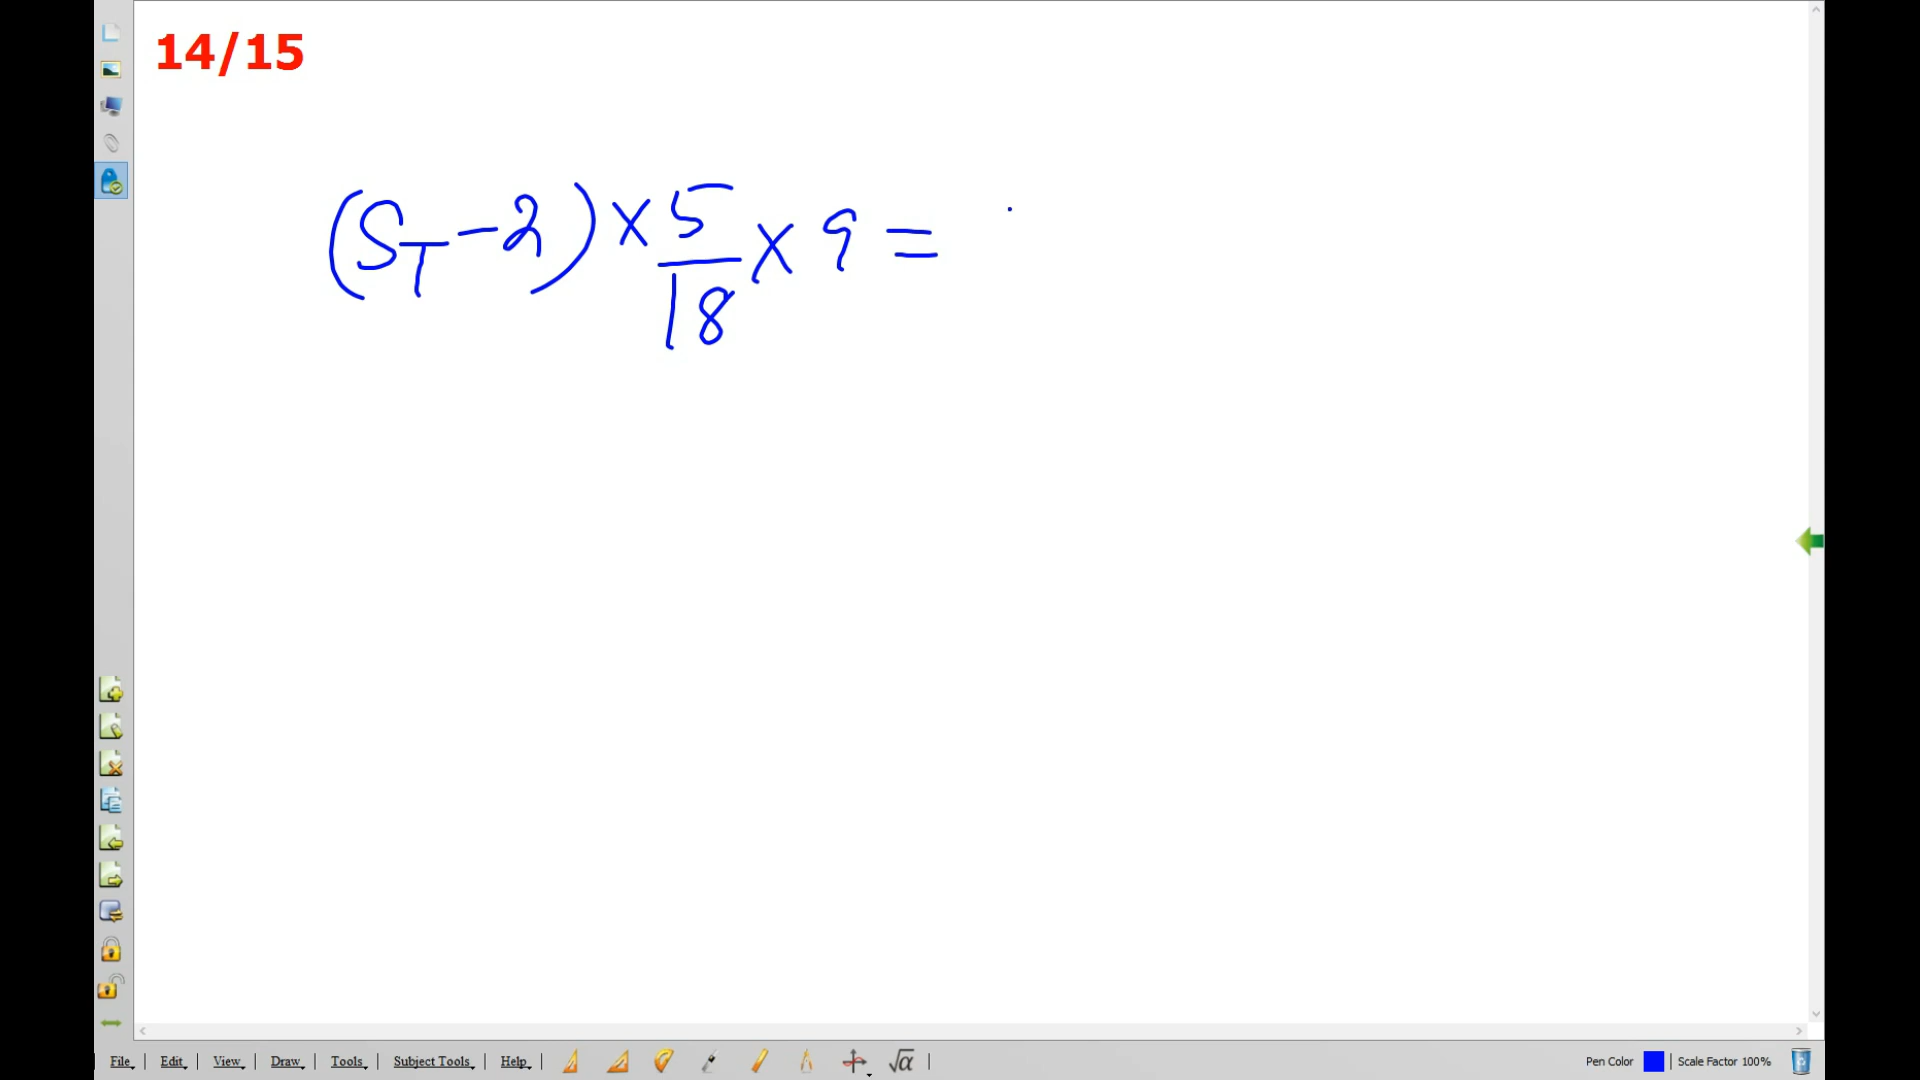 14/15
(S_T - 2) × 5/18 × 9 =
File Edit View Draw Tools Subject Tools Help √α Pen Color Scale Factor 100%